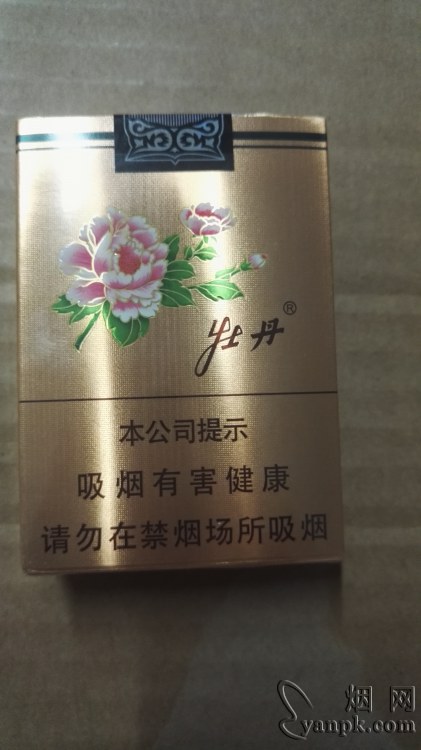 牡丹®
本公司提示
吸烟有害健康
请勿在禁烟场所吸烟
烟网
yanpk.com